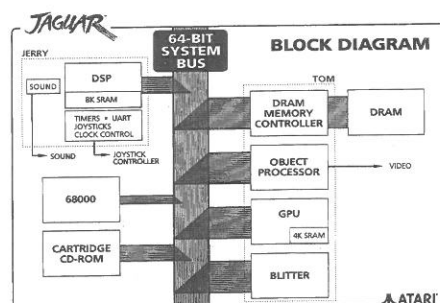 JAGUAR
64-BIT
SYSTEM
BUS
BLOCK DIAGRAM
JERRY
SOUND
DSP
8K SRAM
TIMERS • UART
JOYSTICKS
CLOCK CONTROL
SOUND
JOYSTICK
CONTROLLER
68000
CARTRIDGE
CD-ROM
TOM
DRAM
MEMORY
CONTROLLER
DRAM
OBJECT
PROCESSOR
VIDEO
GPU
4K SRAM
BLITTER
ATARI